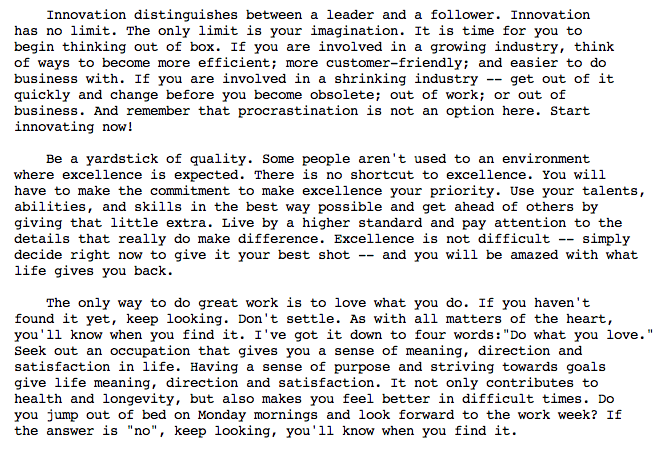 Innovation distinguishes between a leader and a follower. Innovation
has no limit. The only limit is your imagination. It is time for you to
begin thinking out of box. If you are involved in a growing industry, think
of ways to become more efficient; more customer-friendly; and easier to do
business with. If you are involved in a shrinking industry -- get out of it
quickly and change before you become obsolete; out of work; or out of
business. And remember that procrastination is not an option here. Start
innovating now!

Be a yardstick of quality. Some people aren't used to an environment
where excellence is expected. There is no shortcut to excellence. You will
have to make the commitment to make excellence your priority. Use your talents,
abilities, and skills in the best way possible and get ahead of others by
giving that little extra. Live by a higher standard and pay attention to the
details that really do make difference. Excellence is not difficult -- simply
decide right now to give it your best shot -- and you will be amazed with what
life gives you back.

The only way to do great work is to love what you do. If you haven't
found it yet, keep looking. Don't settle. As with all matters of the heart,
you'll know when you find it. I've got it down to four words:"Do what you love."
Seek out an occupation that gives you a sense of meaning, direction and
satisfaction in life. Having a sense of purpose and striving towards goals
give life meaning, direction and satisfaction. It not only contributes to
health and longevity, but also makes you feel better in difficult times. Do
you jump out of bed on Monday mornings and look forward to the work week? If
the answer is "no", keep looking, you'll know when you find it.